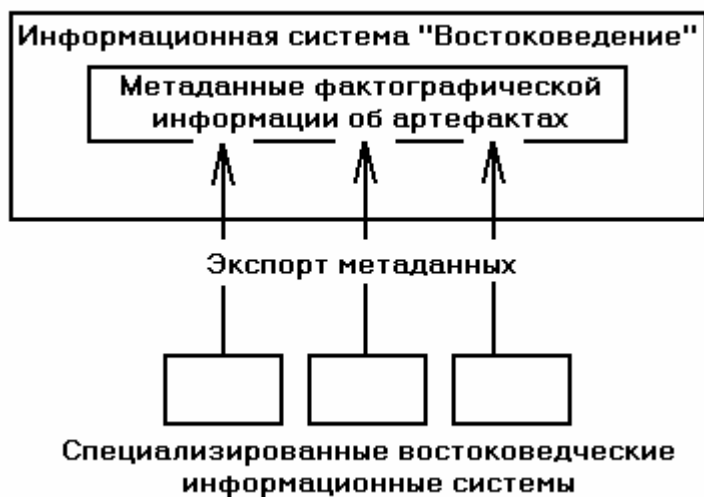 Информационная система "Востоковедение"
Метаданные фактографической
информации об артефактах
Экспорт метаданных
Специализированные востоковедческие
информационные системы